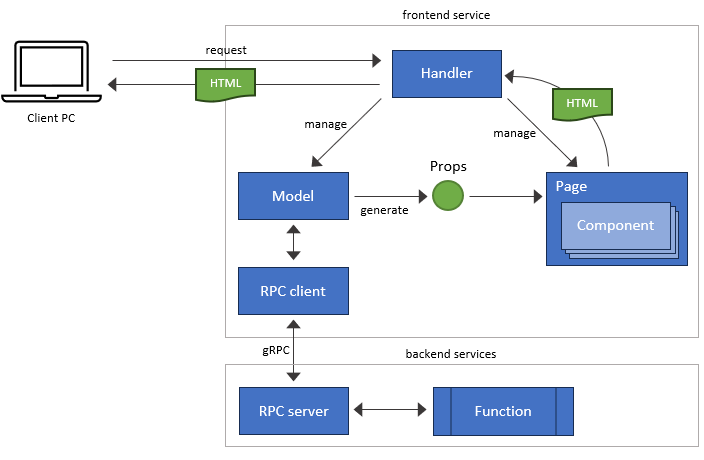 frontend service
request
Handler
HTML
HTML
Client PC
manage
manage
Props
Page
Model
generate
Component
RPC client
gRPC
backend services
RPC server
Function